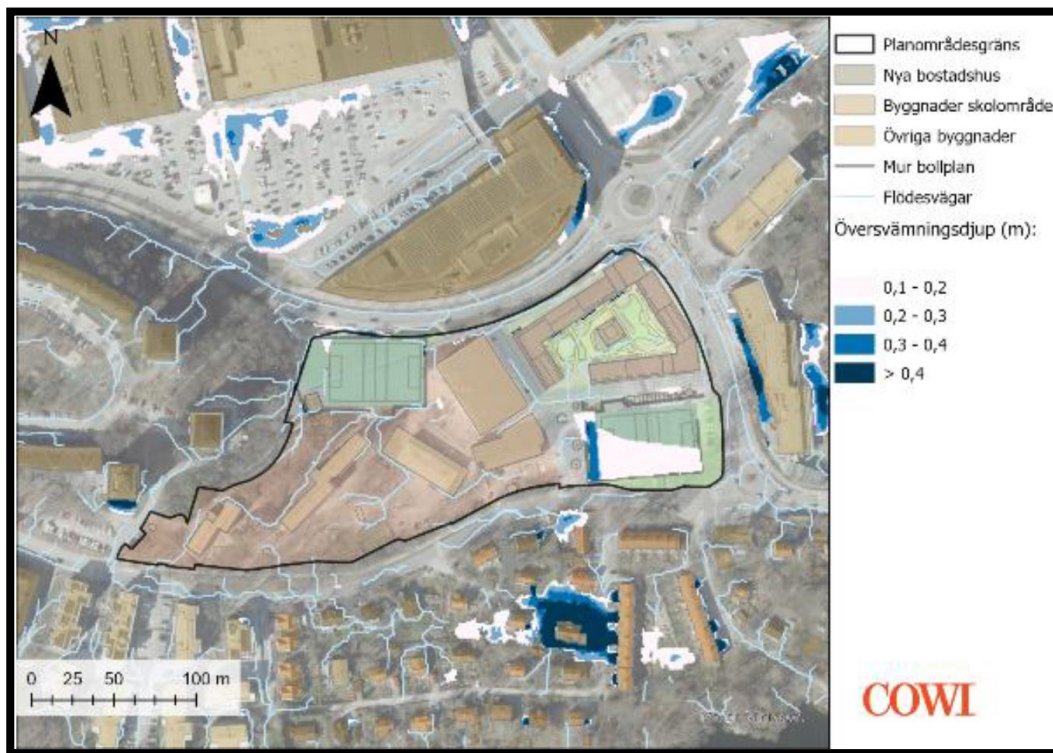 N
Planområdesgräns
Nya bostadshus
Byggnader skolområde
Övriga byggnader
Mur bollplan
Flödesvägar
Översvämningsdjup (m):
0,1 - 0,2
0,2 - 0,3
0,3 - 0,4
> 0,4
0 25 50 100 m
COWI